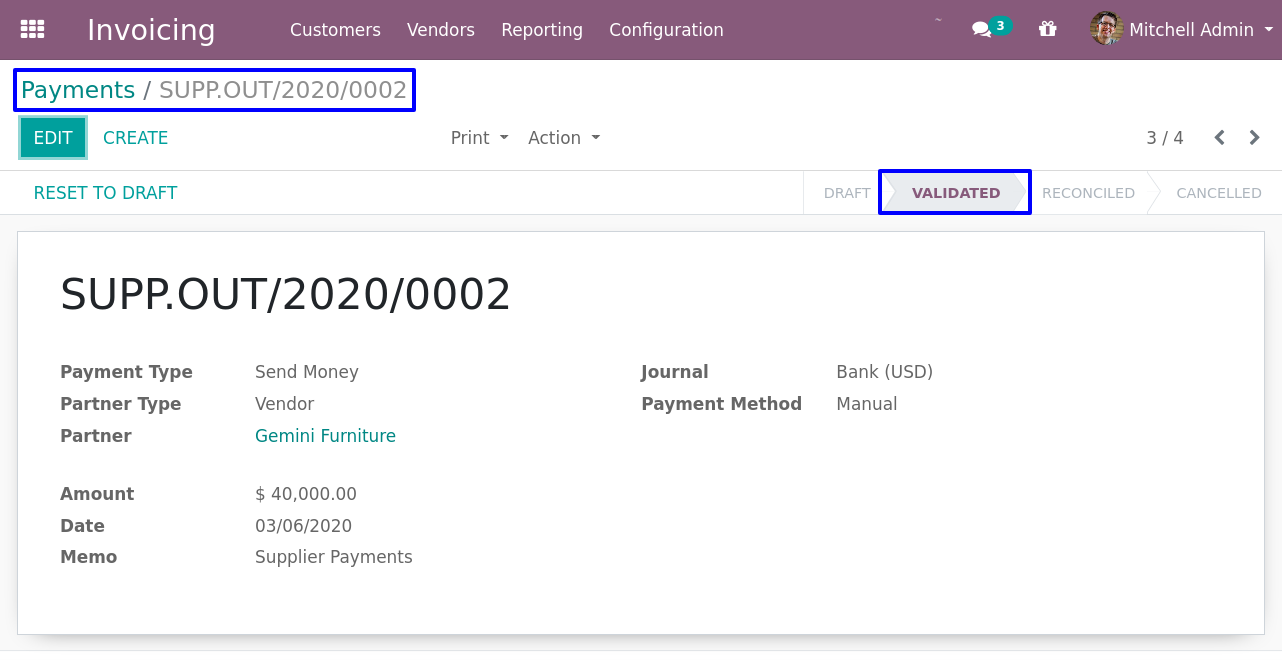 Invoicing Customers Vendors Reporting Configuration 3 Mitchell Admin
Payments / SUPP.OUT/2020/0002
EDIT CREATE Print Action 3 / 4
RESET TO DRAFT DRAFT VALIDATED RECONCILED CANCELLED
SUPP.OUT/2020/0002
Payment Type Send Money Journal Bank (USD)
Partner Type Vendor Payment Method Manual
Partner Gemini Furniture
Amount $ 40,000.00
Date 03/06/2020
Memo Supplier Payments